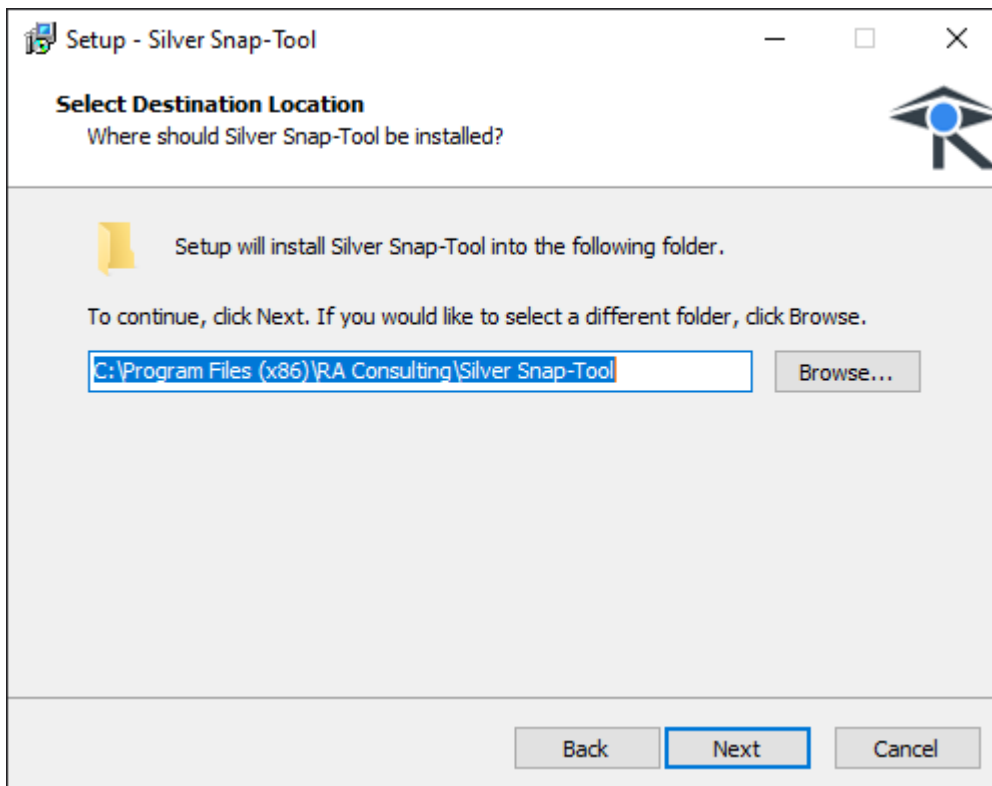 Setup - Silver Snap-Tool
Select Destination Location
Where should Silver Snap-Tool be installed?
Setup will install Silver Snap-Tool into the following folder.
To continue, click Next. If you would like to select a different folder, click Browse.
C:\Program Files (x86)\RA Consulting\Silver Snap-Tool
Browse...
Back
Next
Cancel